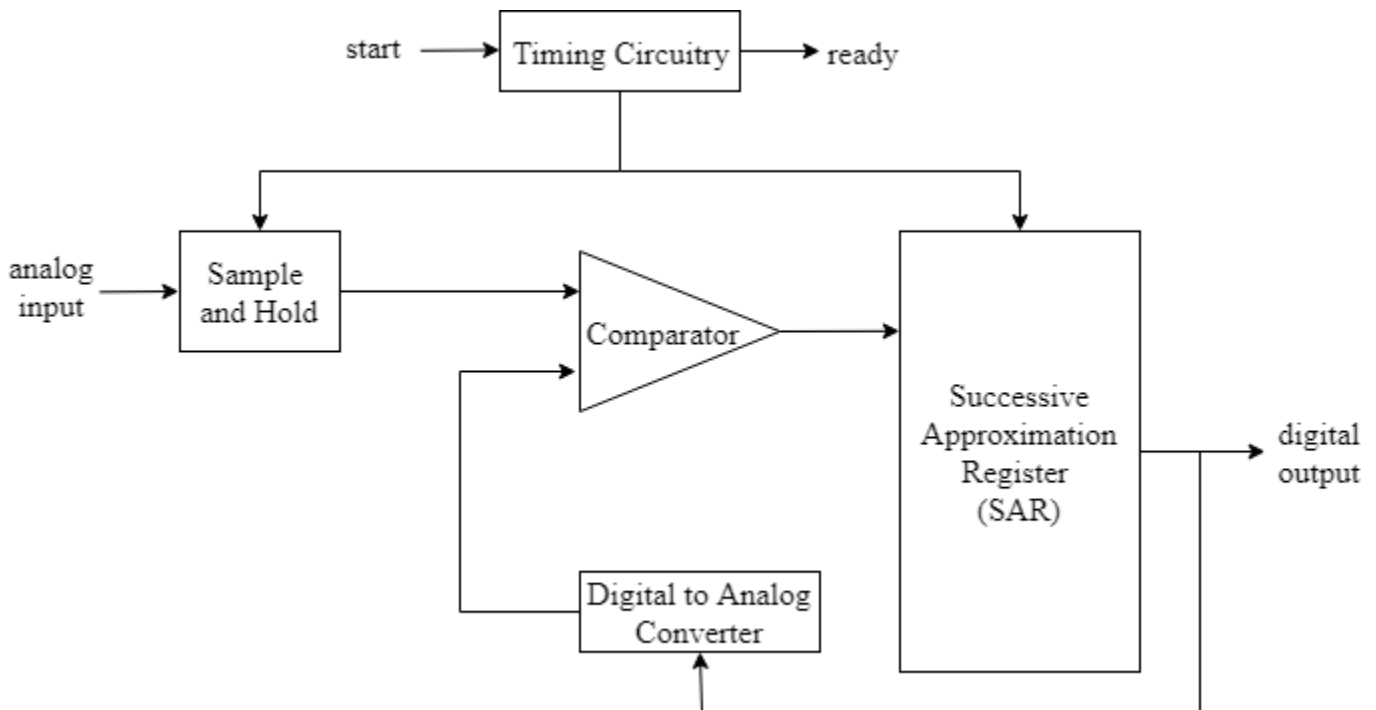 start
Timing Circuitry
ready
analog
input
Sample
and Hold
Comparator
Successive
Approximation
Register
(SAR)
digital
output
Digital to Analog
Converter